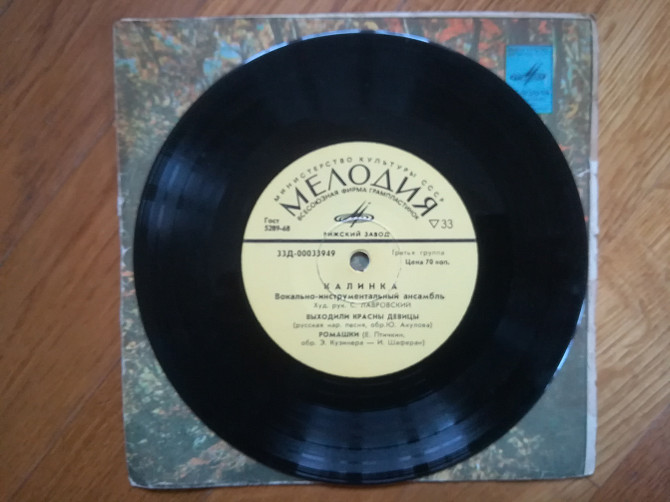 МИНИСТЕРСТВО КУЛЬТУРЫ СССР
МЕЛОДИЯ
ВСЕСОЮЗНАЯ ФИРМА ГРАМПЛАСТИНОК
Гост
5289-68
▽33
РИЖСКИЙ ЗАВОД
33Д-00033949
Третья группа
Цена 70 коп.
КАЛИНКА
Вокально-инструментальный ансамбль
Худ. рук. С. ЛАВРОВСКИЙ
ВЫХОДИЛИ КРАСНЫ ДЕВИЦЫ
(русская нар. песня, обр. Ю. Акулова)
РОМАШКИ (Е. Птичкин,
обр. Э. Кузинера — И. Шаферан)